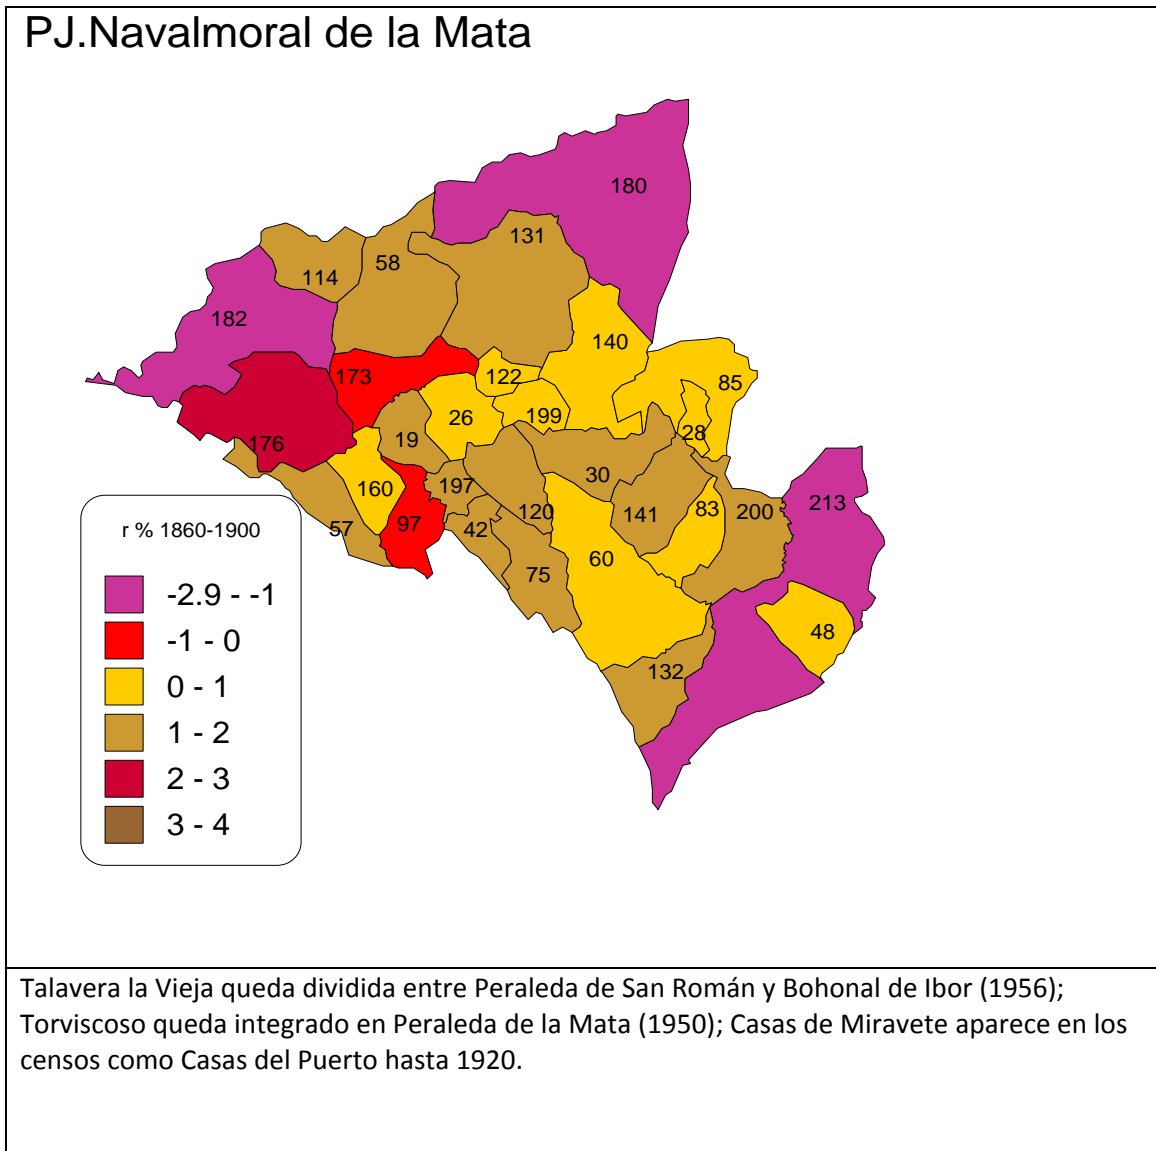 PJ.Navalmoral de la Mata
180
131
58
114
182
140
173
122
85
26
199
28
19
176
30
160
197
120
141
83
200
213
57
97
42
75
60
48
132
r % 1860-1900
-2.9 - -1
-1 - 0
0 - 1
1 - 2
2 - 3
3 - 4
Talavera la Vieja queda dividida entre Peraleda de San Román y Bohonal de Ibor (1956);
Torviscoso queda integrado en Peraleda de la Mata (1950); Casas de Miravete aparece en los
censos como Casas del Puerto hasta 1920.